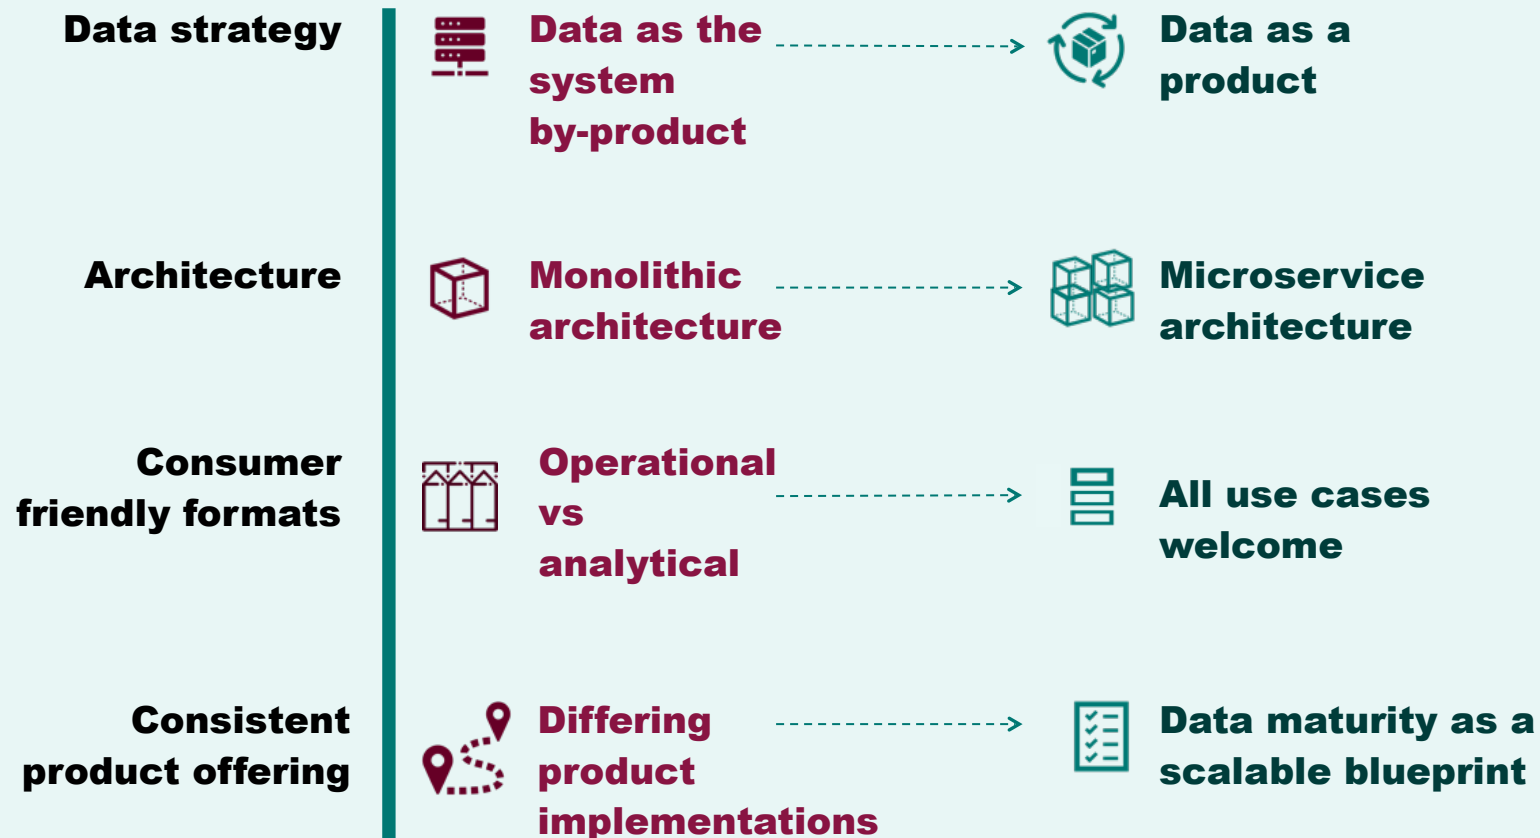 Data strategy
Data as the
system
by-product
Data as a
product
Architecture
Monolithic
architecture
Microservice
architecture
Consumer
friendly formats
Operational
vs
analytical
All use cases
welcome
Consistent
product offering
Differing
product
implementations
Data maturity as a
scalable blueprint